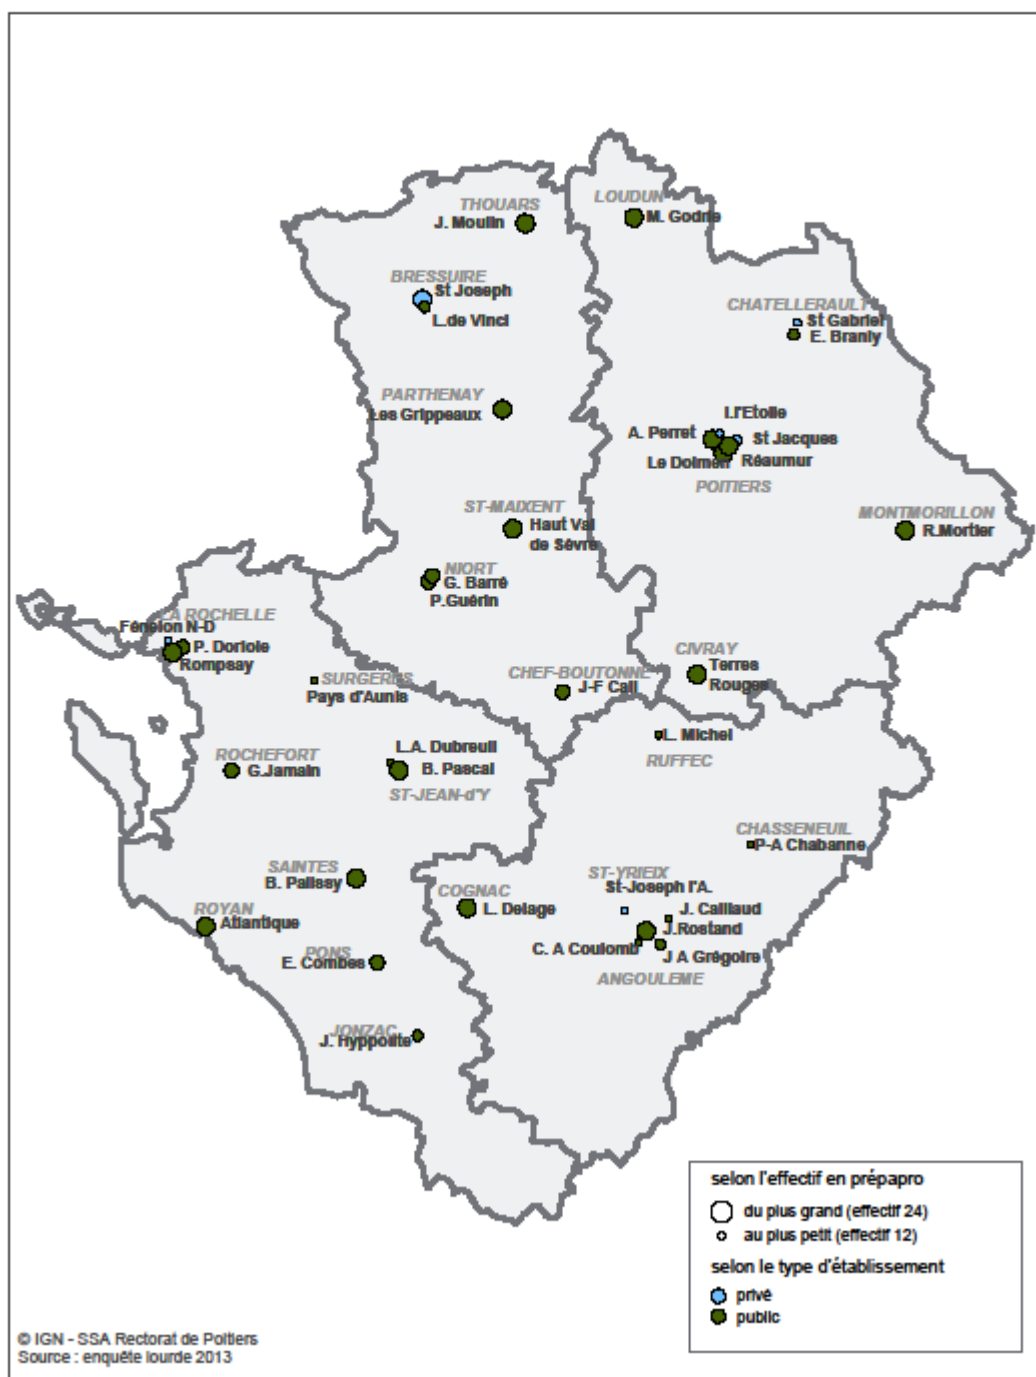 THOUARS
J. Moulin
LOUDUN
M. Godrie
BRESSUIRE
St Joseph
L.de Vinci
CHATELLERAULT
St Gabriel
E. Branly
PARTHENAY
Les Grippeaux
I.l'Etoile
A. Perret
St Jacques
Le Dolmen
Réaumur
POITIERS
ST-MAIXENT
Haut Val
de Sèvre
MONTMORILLON
R.Mortier
NIORT
G. Barré
P.Guérin
LA ROCHELLE
Fénelon N-D
P. Doriole
Rompsay
CIVRAY
Terres
Rouges
SURGERES
Pays d'Aunis
CHEF-BOUTONNE
J-F Cail
L. Michel
RUFFEC
ROCHEFORT
G.Jamain
L.A. Dubreuil
B. Pascal
ST-JEAN-d'Y
CHASSENEUIL
P-A Chabanne
SAINTES
B. Palissy
ST-YRIEIX
St-Joseph l'A.
COGNAC
L. Delage
J. Caillaud
J.Rostand
C. A Coulomb
J A Grégoire
ANGOULEME
ROYAN
Atlantique
PONS
E. Combes
JONZAC
J. Hyppolite
selon l'effectif en prépapro
du plus grand (effectif 24)
au plus petit (effectif 12)
selon le type d'établissement
privé
public
© IGN - SSA Rectorat de Poitiers
Source : enquête lourde 2013